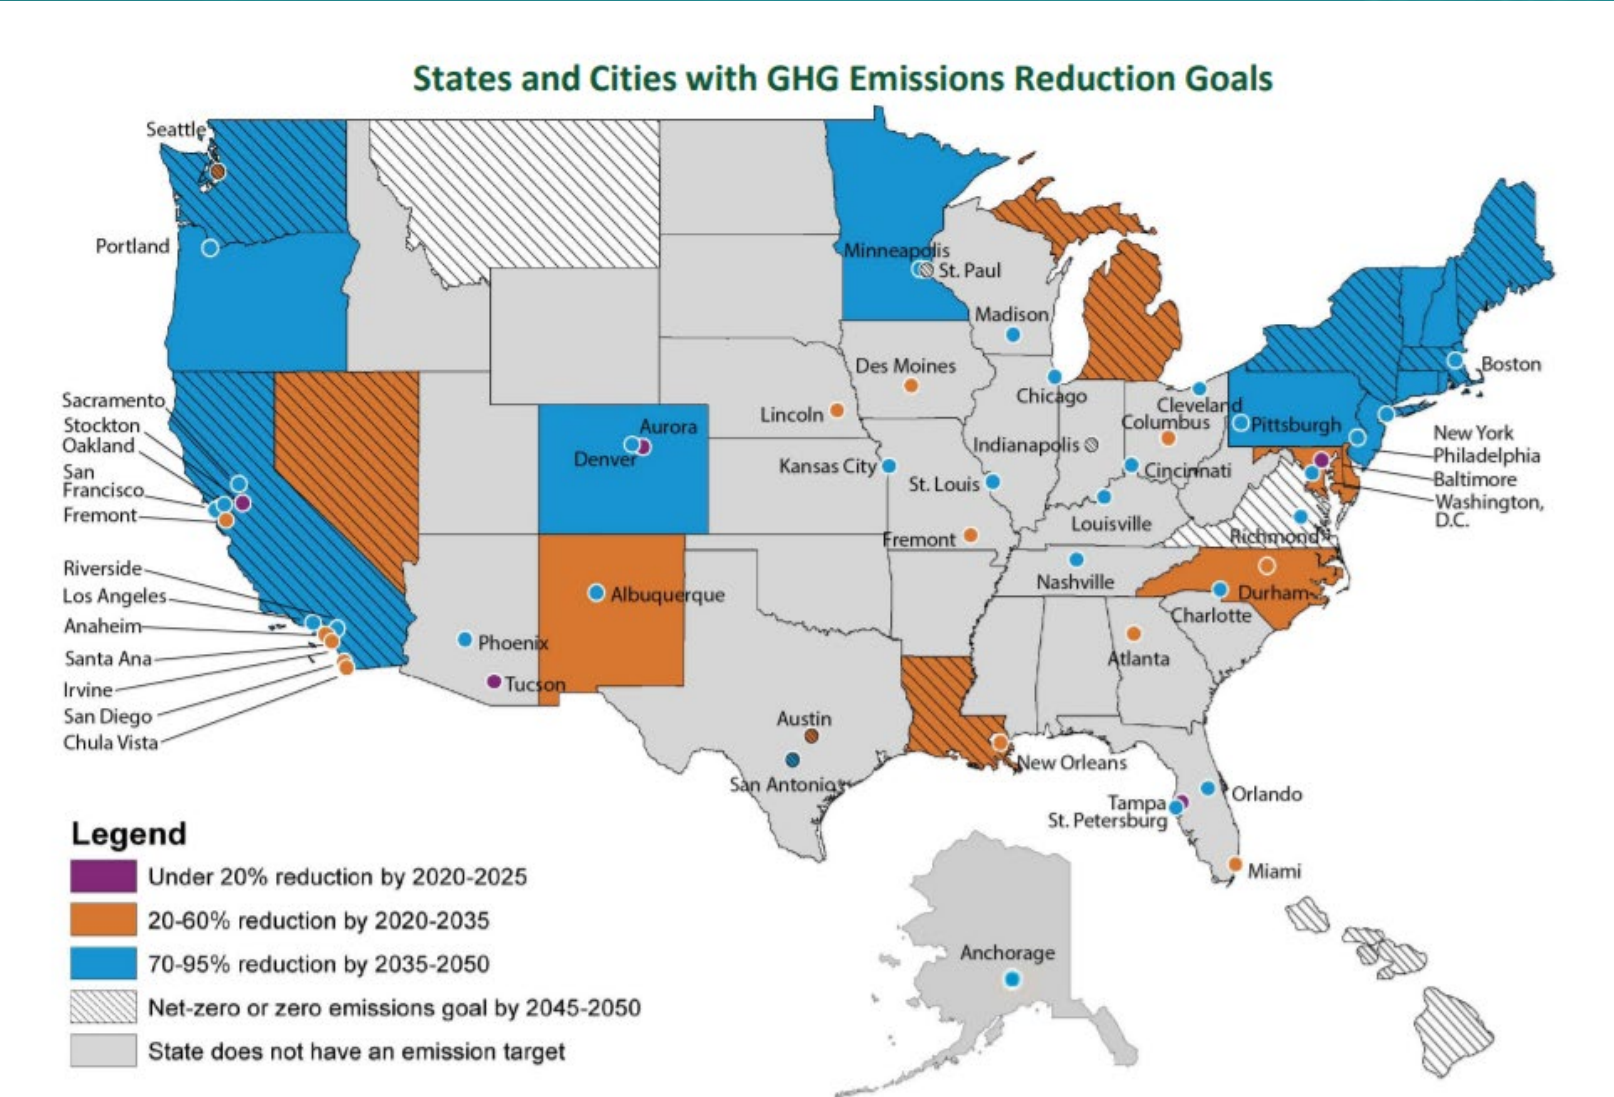 States and Cities with GHG Emissions Reduction Goals
Seattle
Portland
Minneapolis
St. Paul
Madison
Des Moines
Chicago
Cleveland
Columbus
Pittsburgh
Boston
New York
Philadelphia
Baltimore
Washington,
D.C.
Sacramento
Stockton
Oakland
San
Francisco
Fremont
Aurora
Denver
Lincoln
Kansas City
St. Louis
Indianapolis
Cincinnati
Louisville
Richmond
Fremont
Nashville
Durham
Charlotte
Riverside
Los Angeles
Anaheim
Santa Ana
Irvine
San Diego
Chula Vista
Albuquerque
Phoenix
Tucson
Atlanta
Austin
San Antonio
New Orleans
Tampa
St. Petersburg
Orlando
Miami
Anchorage
Legend
Under 20% reduction by 2020-2025
20-60% reduction by 2020-2035
70-95% reduction by 2035-2050
Net-zero or zero emissions goal by 2045-2050
State does not have an emission target